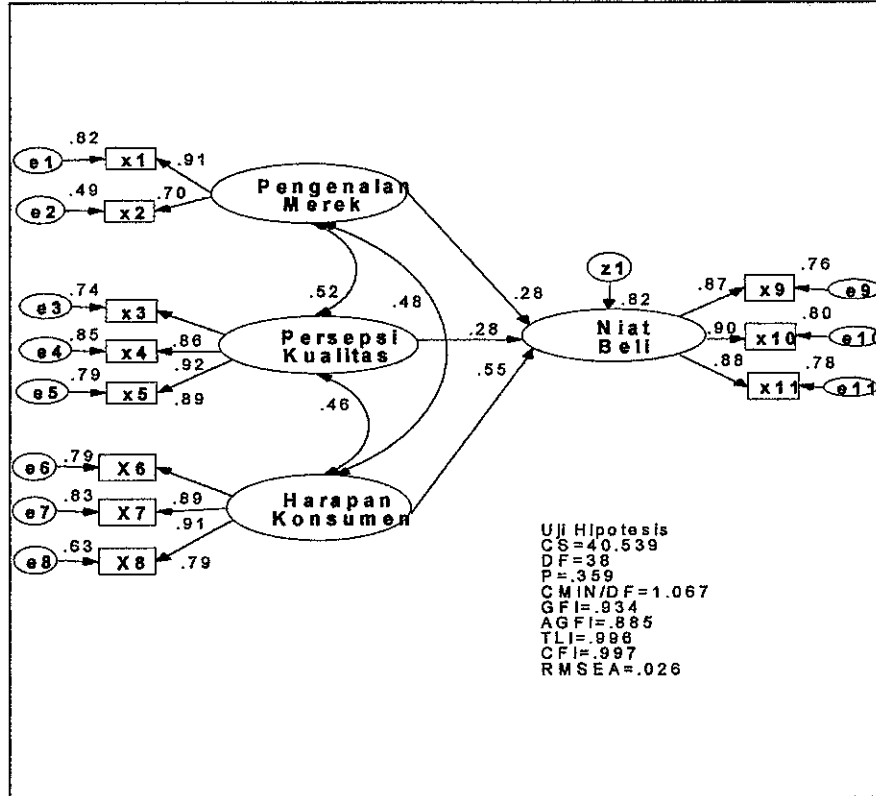 .82
e1
x1
.91
.49
e2
x2
.70
Pengenalan
Merek
.74
e3
x3
.85
e4
x4
.86
.79
e5
x5
.92
.89
Persepsi
Kualitas
.52
.48
.46
.79
e6
X6
.83
e7
X7
.89
.91
.63
e8
X8
.79
Harapan
Konsumen
.28
.28
.55
z1
.82
Niat
Beli
.87
x9
.76
e9
.90
x10
.80
.88
x11
.78
e11
Uji Hipotesis
CS=40.539
DF=38
P=.359
CMIN/DF=1.067
GFI=.934
AGFI=.885
TLI=.996
CFI=.997
RMSEA=.026